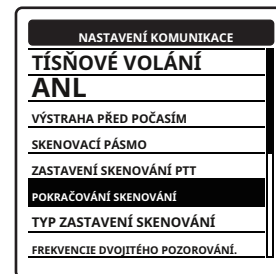 NASTAVENÍ KOMUNIKACE
TÍSŇOVÉ VOLÁNÍ
ANL
VÝSTRAHA PŘED POČASÍM
SKENOVACÍ PÁSMO
ZASTAVENÍ SKENOVÁNÍ PTT
POKRAČOVÁNÍ SKENOVÁNÍ
TYP ZASTAVENÍ SKENOVÁNÍ
FREKVENCIE DVOJITÉHO POZOROVÁNÍ.